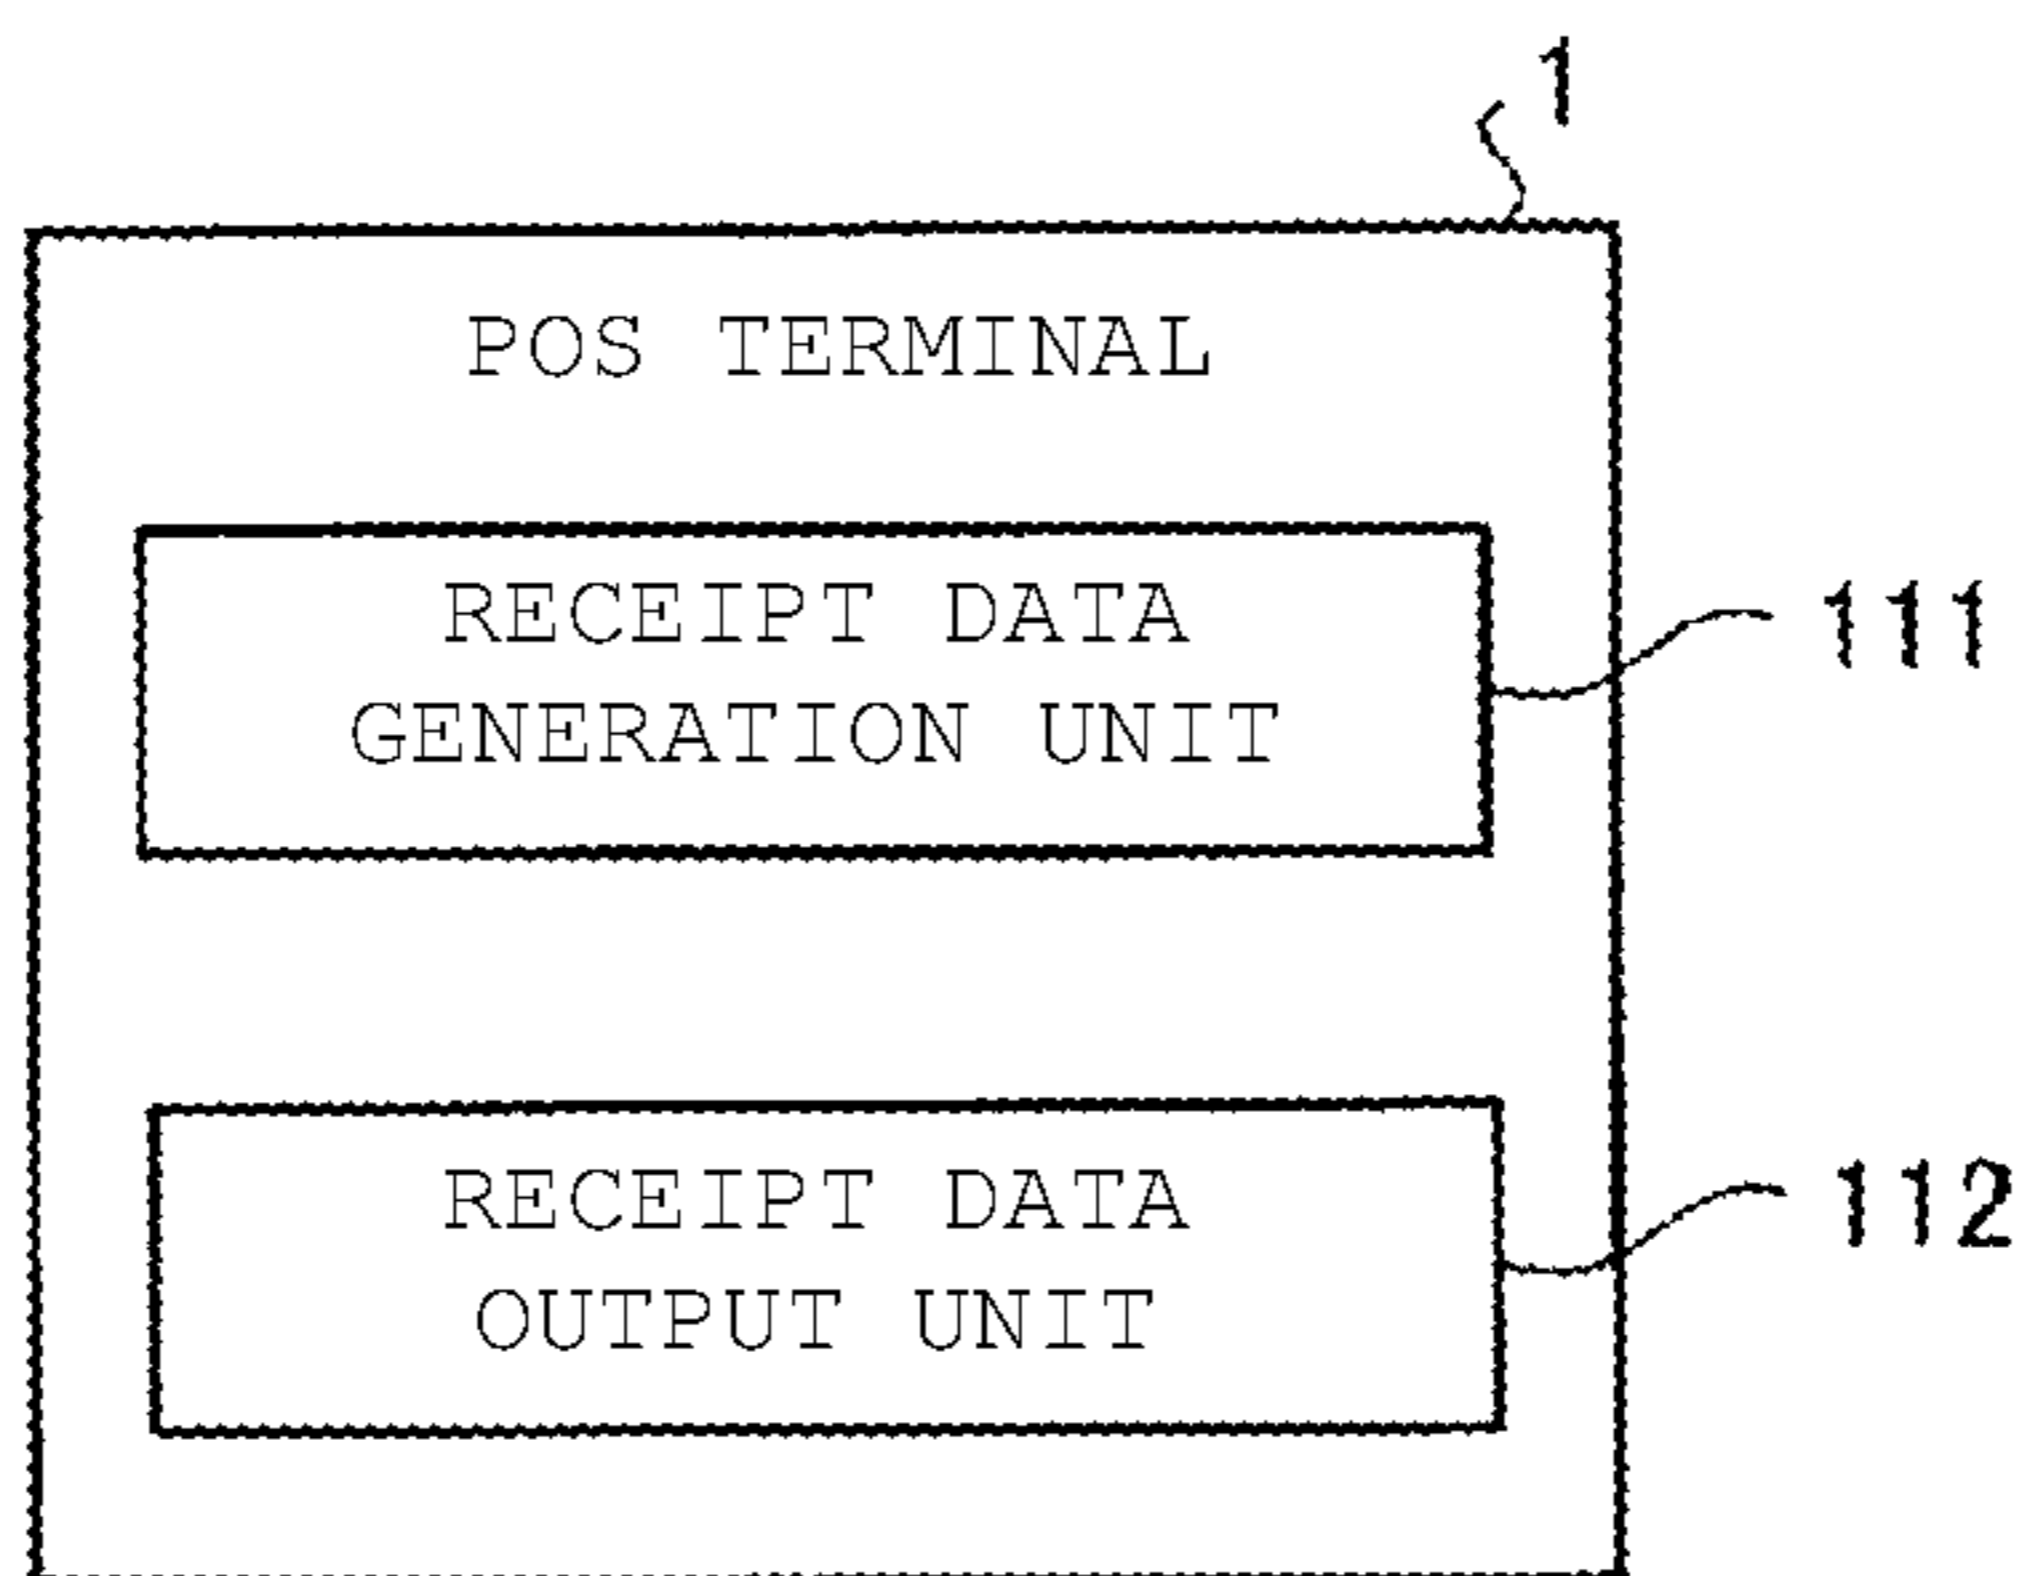 1
POS TERMINAL
RECEIPT DATA
GENERATION UNIT
111
RECEIPT DATA
OUTPUT UNIT
112